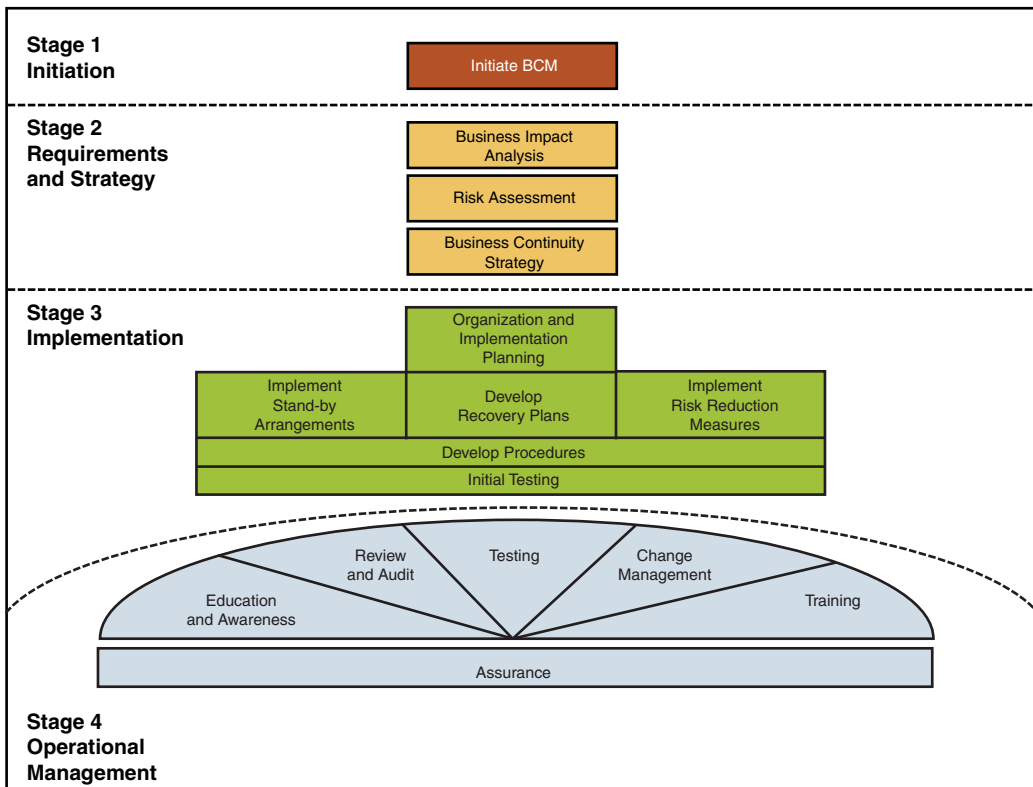 Stage 1
Initiation
Initiate BCM
Stage 2
Requirements
and Strategy
Business Impact
Analysis
Risk Assessment
Business Continuity
Strategy
Stage 3
Implementation
Organization and
Implementation
Planning
Implement
Stand-by
Arrangements
Develop
Recovery Plans
Implement
Risk Reduction
Measures
Develop Procedures
Initial Testing
Education
and Awareness
Review
and Audit
Testing
Change
Management
Training
Assurance
Stage 4
Operational
Management